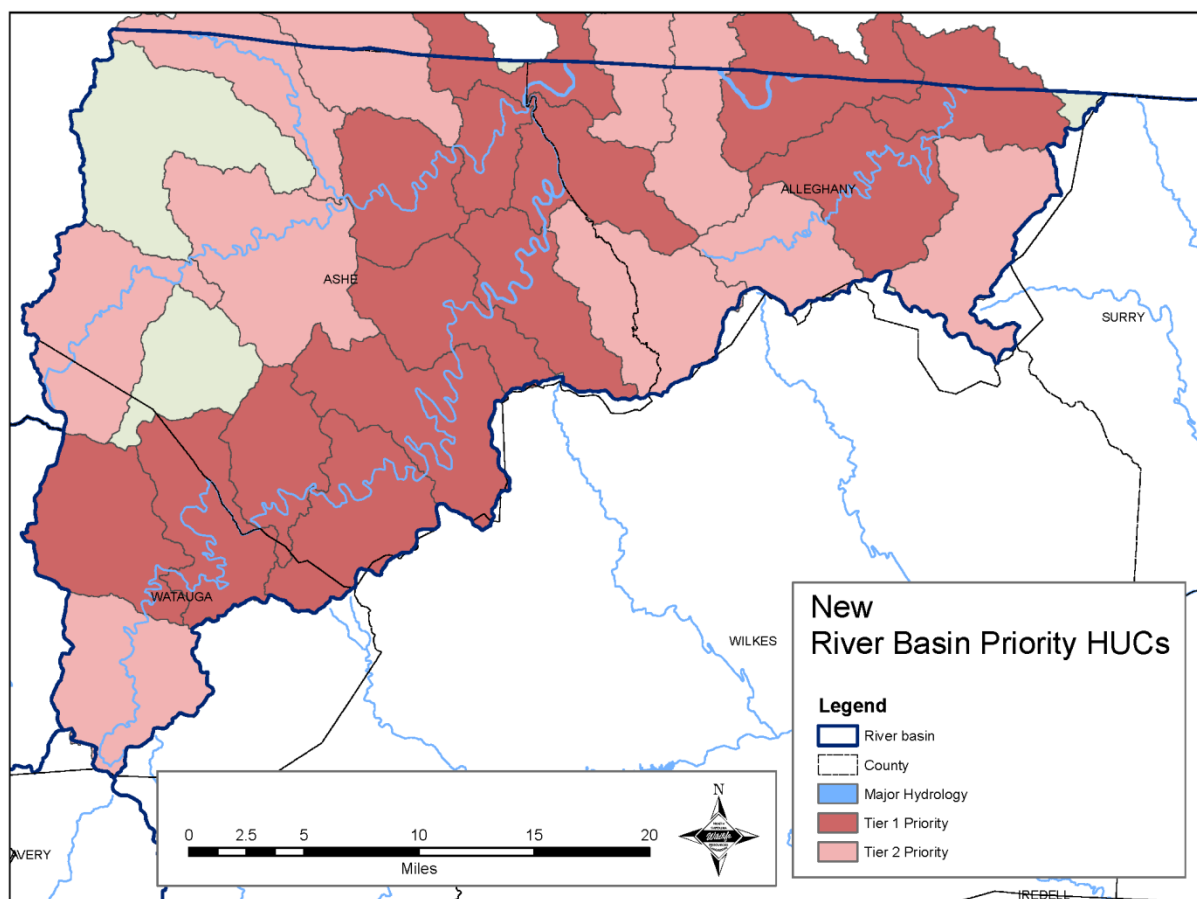 ALLEGHANY
ASHE
SURRY
WATAUGA
WILKES
AVERY
IREDELL
New
River Basin Priority HUCs
Legend
River basin
County
Major Hydrology
Tier 1 Priority
Tier 2 Priority
N
0 2.5 5 10 15 20
Miles
Wildlife